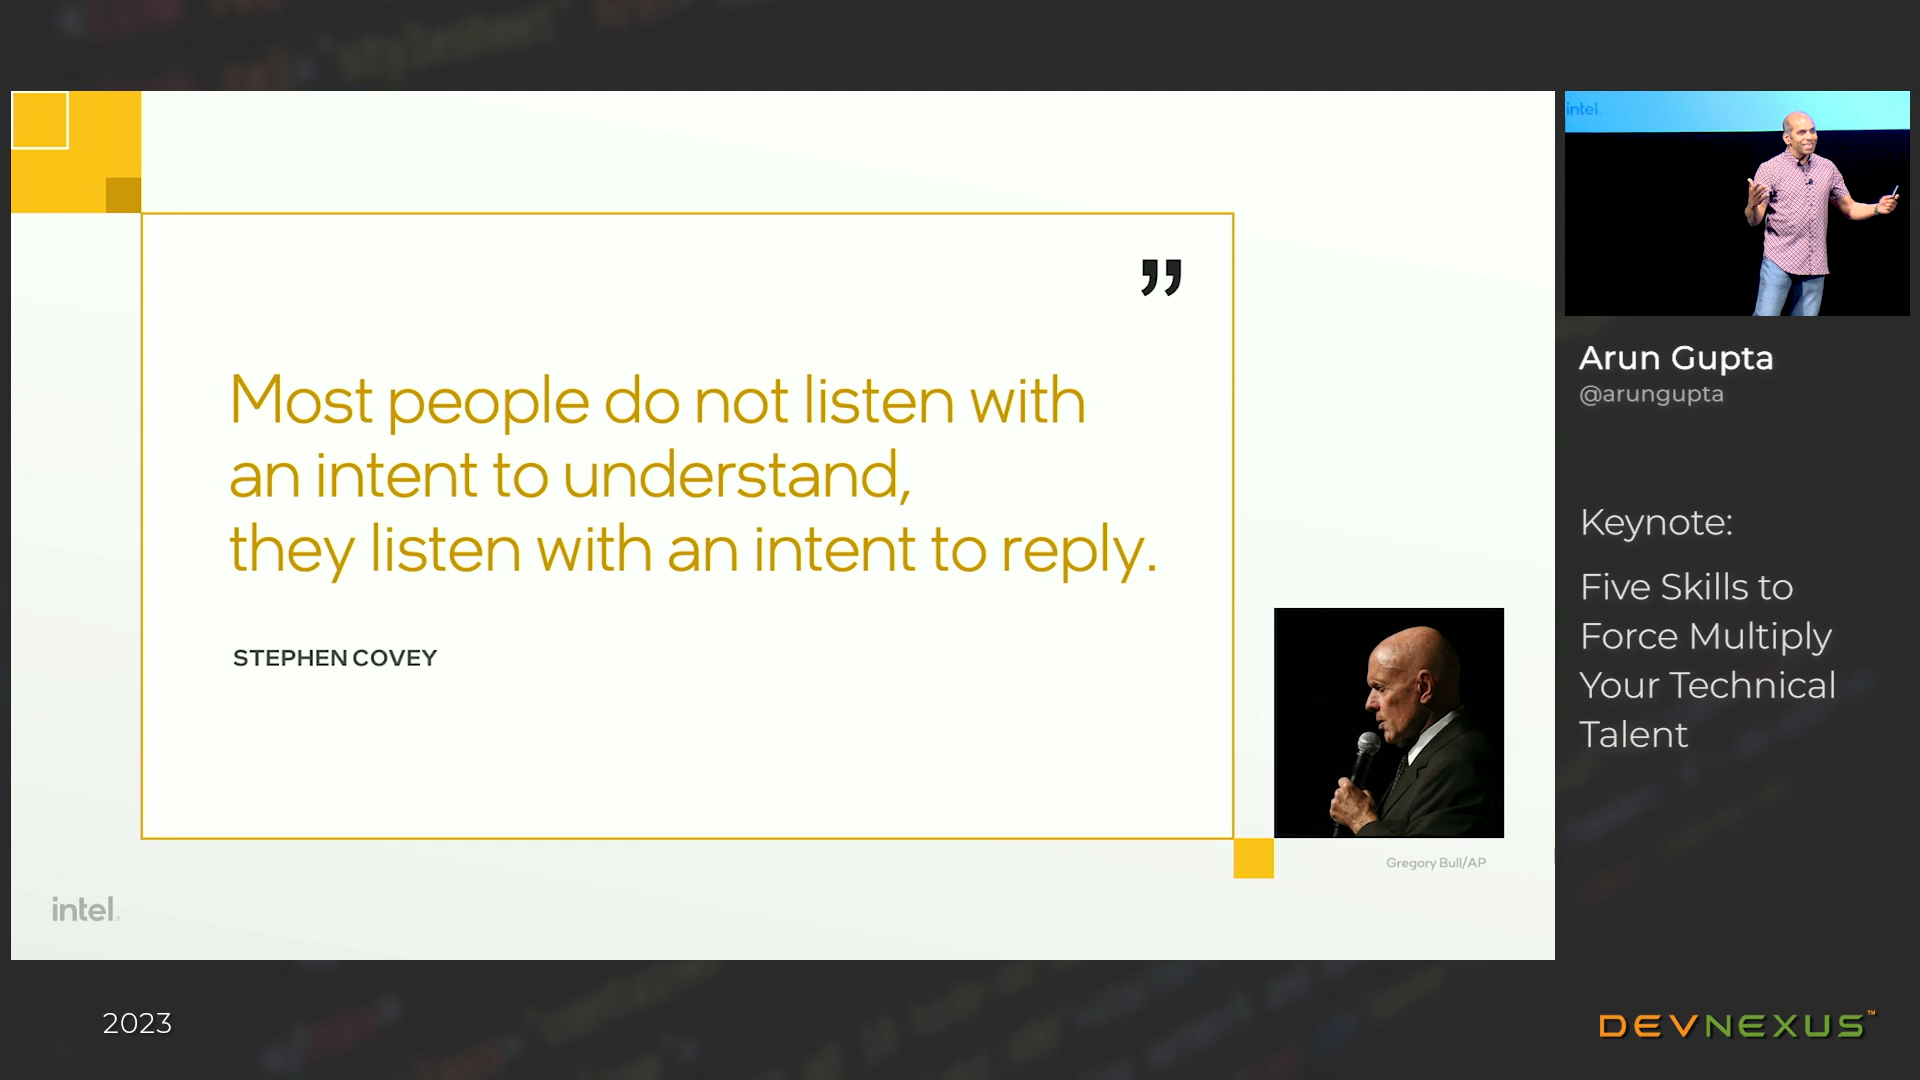 ”
Most people do not listen with
an intent to understand,
they listen with an intent to reply.
STEPHEN COVEY
Gregory Bull/AP
intel.
intel
Arun Gupta
@arungupta
Keynote:
Five Skills to
Force Multiply
Your Technical
Talent
2023
DEVNEXUS™